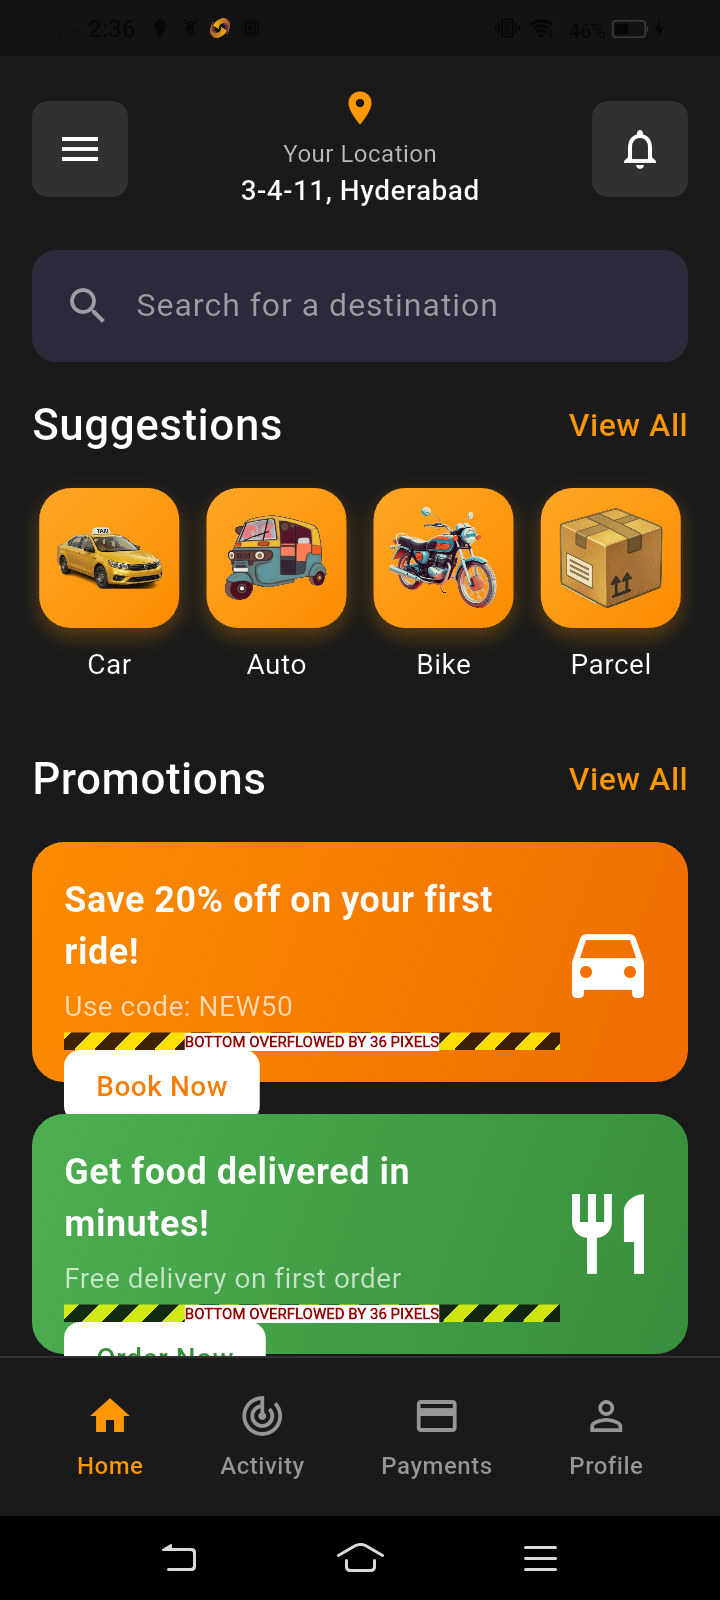 2:36
46%
Your Location
3-4-11, Hyderabad
Search for a destination
Suggestions
View All
TAXI
Car
Auto
Bike
Parcel
Promotions
View All
Save 20% off on your first
ride!
Use code: NEW50
BOTTOM OVERFLOWED BY 36 PIXELS
Book Now
Get food delivered in
minutes!
Free delivery on first order
BOTTOM OVERFLOWED BY 36 PIXELS
Order Now
Home
Activity
Payments
Profile